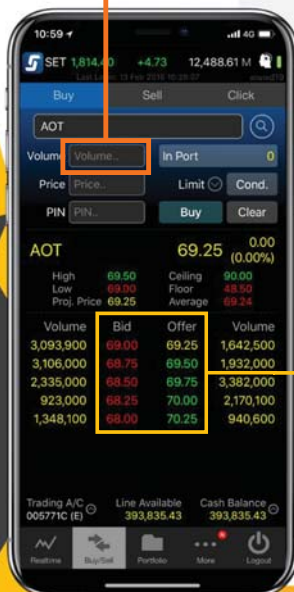 10:59 4G
SET 1,814.40 +4.73 12,488.61 M
Buy Sell Click
AOT
Volume Volume.. In Port 0
Price Price.. Limit Cond.
PIN PIN.. Buy Clear
AOT 69.25 0.00
(0.00%)
High 69.50 Ceiling 90.00
Low 69.00 Floor 48.50
Proj. Price 69.25 Average 69.24
Volume Bid Offer Volume
3,093,900 69.00 69.25 1,642,500
3,106,000 68.75 69.50 1,932,000
2,335,000 68.50 69.75 3,382,000
923,000 68.25 70.00 2,170,100
1,348,100 68.00 70.25 940,600
Trading A/C Line Available Cash Balance
005771C (E) 393,835.43 393,835.43
Realtime Buy/Sell Portfolio More Logout